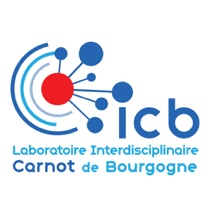 icb
Laboratoire Interdisciplinaire
Carnot de Bourgogne